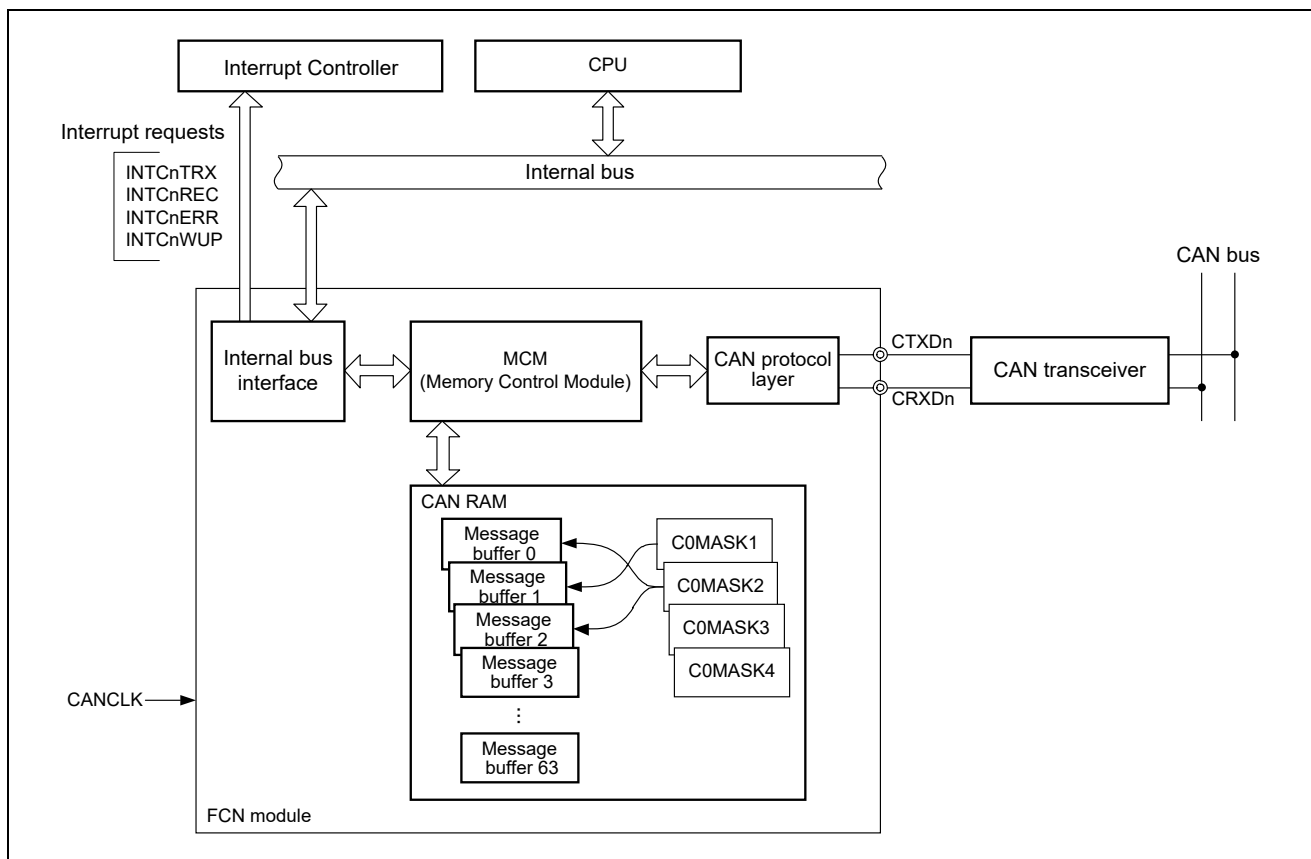 Interrupt Controller
CPU
Interrupt requests
INTCnTRX
INTCnREC
INTCnERR
INTCnWUP
Internal bus
CAN bus
Internal bus
interface
MCM
(Memory Control Module)
CAN protocol
layer
CTXDn
CRXDn
CAN transceiver
CAN RAM
Message
buffer 0
Message
buffer 1
Message
buffer 2
Message
buffer 3
⋮
Message
buffer 63
C0MASK1
C0MASK2
C0MASK3
C0MASK4
CANCLK
FCN module